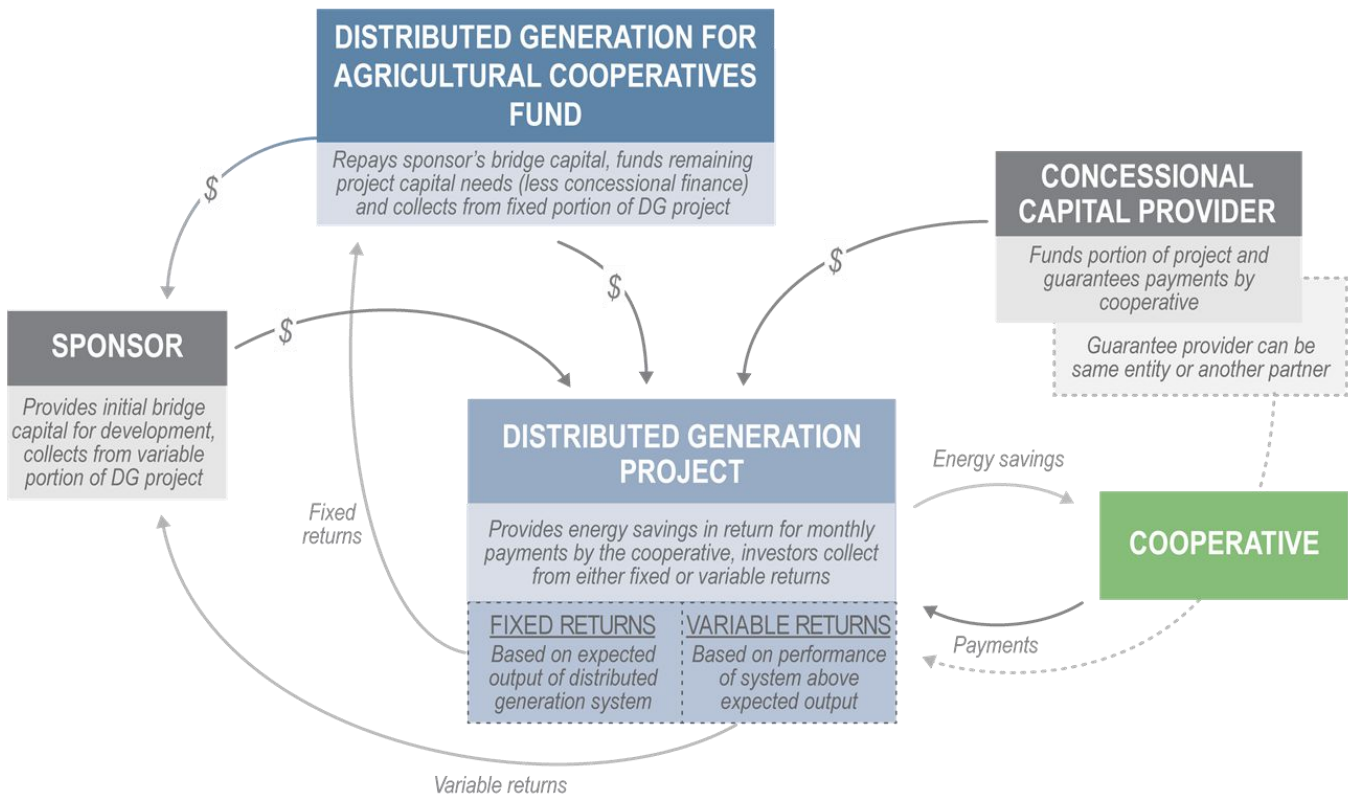 DISTRIBUTED GENERATION FOR
AGRICULTURAL COOPERATIVES
FUND
Repays sponsor's bridge capital, funds remaining
project capital needs (less concessional finance)
and collects from fixed portion of DG project
$
$
$
$
CONCESSIONAL
CAPITAL PROVIDER
Funds portion of project and
guarantees payments by
cooperative
Guarantee provider can be
same entity or another partner
SPONSOR
Provides initial bridge
capital for development,
collects from variable
portion of DG project
Fixed
returns
DISTRIBUTED GENERATION
PROJECT
Provides energy savings in return for monthly
payments by the cooperative, investors collect
from either fixed or variable returns
FIXED RETURNS
Based on expected
output of distributed
generation system
VARIABLE RETURNS
Based on performance
of system above
expected output
Energy savings
COOPERATIVE
Payments
Variable returns